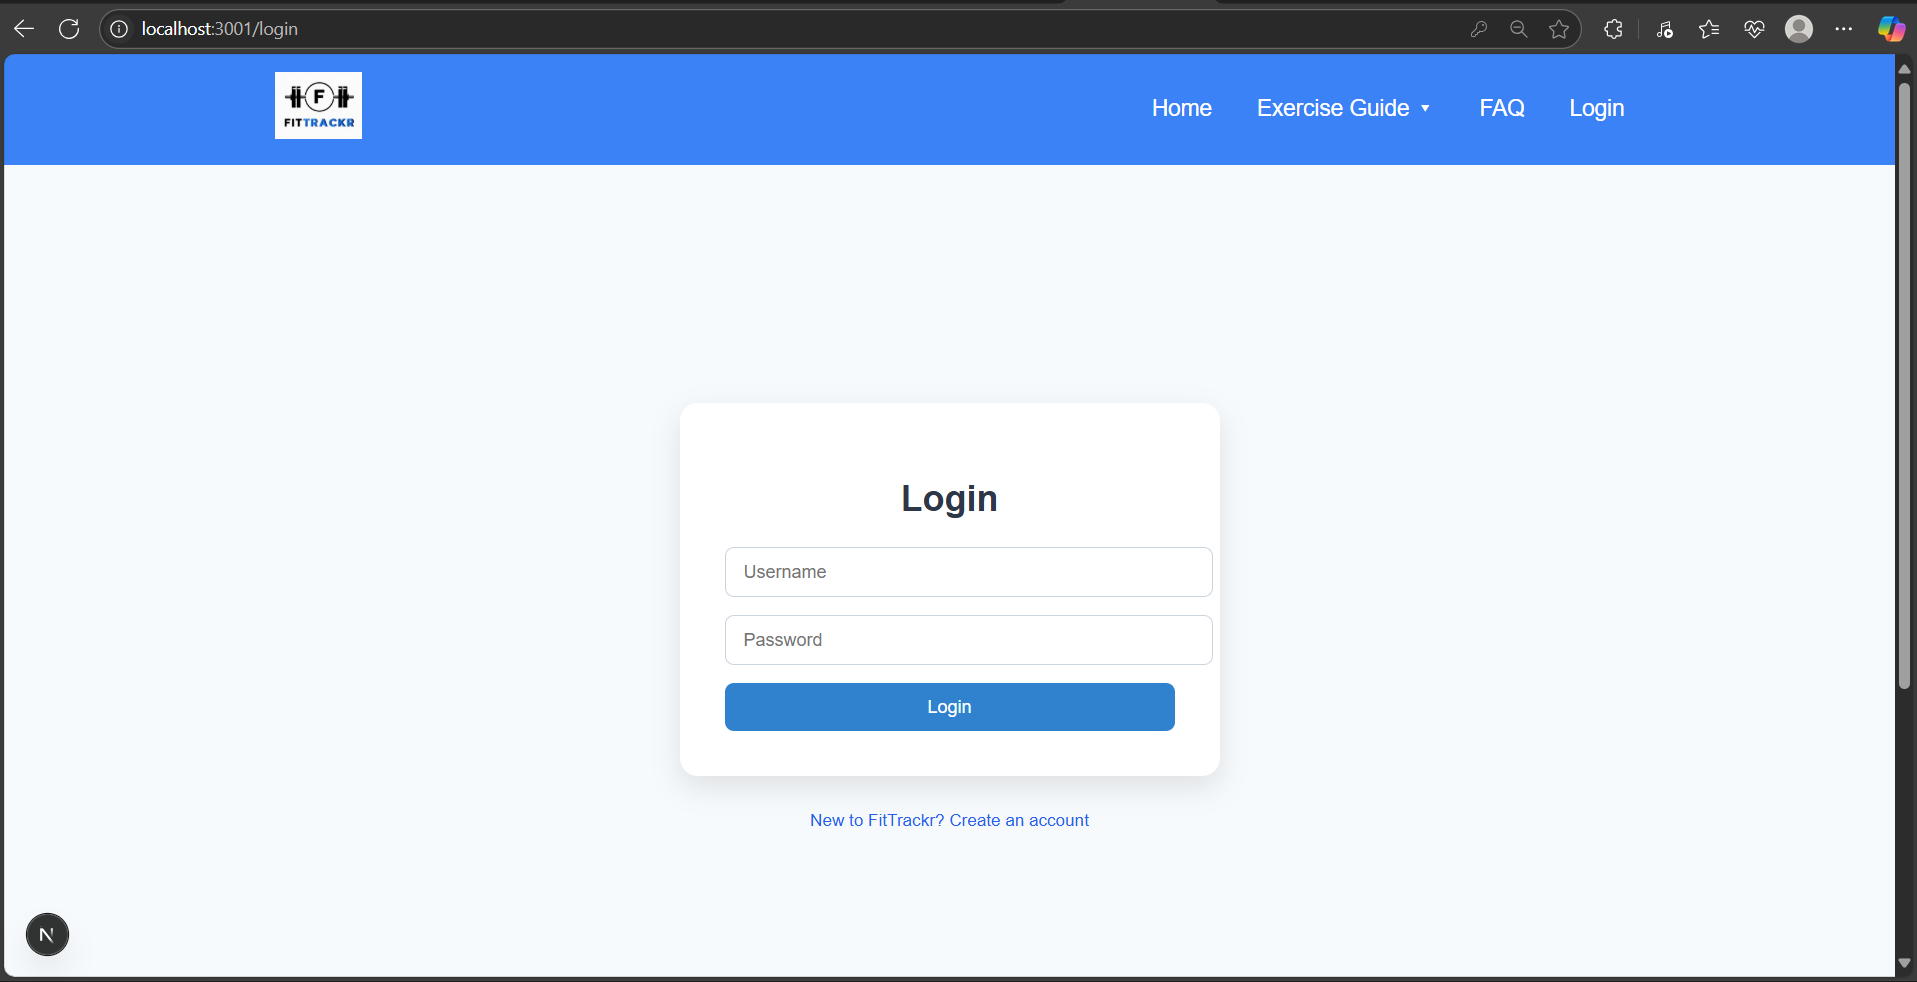 localhost:3001/login
F
FITTRACKR
Home Exercise Guide ▼ FAQ Login
Login
Username
Password
Login
New to FitTrackr? Create an account
N